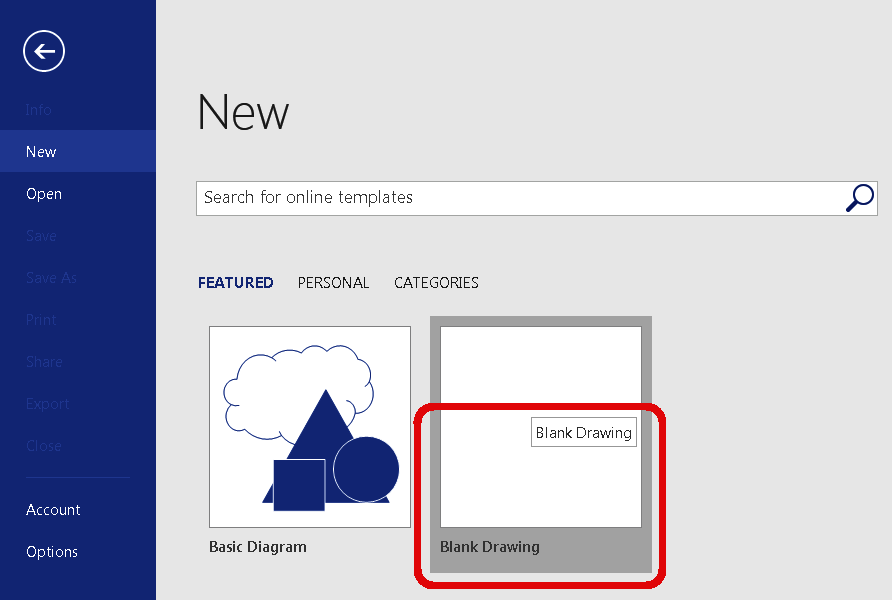 Info
New
Open
Save
Save As
Print
Share
Export
Close
Account
Options
New
Search for online templates
FEATURED PERSONAL CATEGORIES
Blank Drawing
Basic Diagram
Blank Drawing